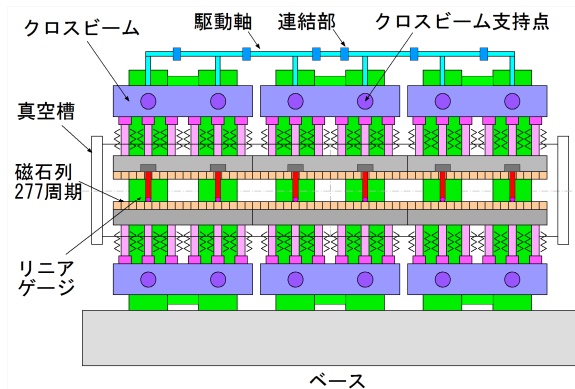 クロスビーム
駆動軸
連結部
クロスビーム支持点
真空槽
磁石列
277周期
リニア
ゲージ
ベース